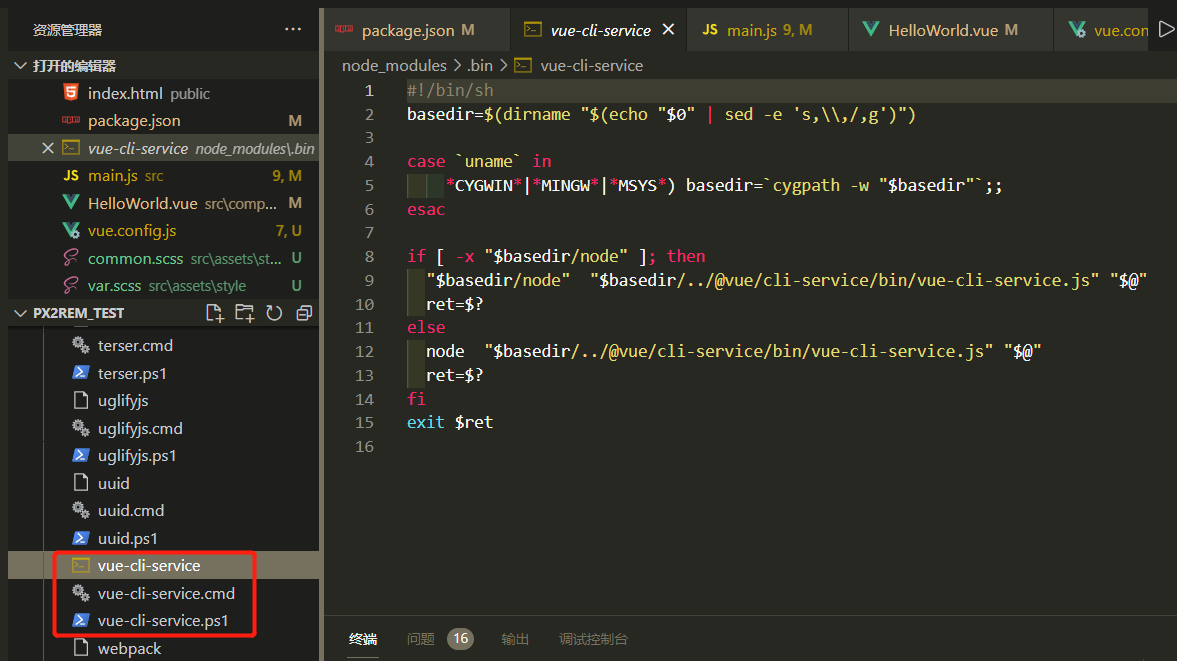 资源管理器 ···
打开的编辑器
index.html public
package.json M
vue-cli-service node_modules\.bin
JS main.js src 9, M
HelloWorld.vue src\comp... M
vue.config.js 7, U
common.scss src\assets\st... U
var.scss src\assets\style U
PX2REM_TEST
terser.cmd
terser.ps1
uglifyjs
uglifyjs.cmd
uglifyjs.ps1
uuid
uuid.cmd
uuid.ps1
vue-cli-service
vue-cli-service.cmd
vue-cli-service.ps1
webpack
package.json M vue-cli-service JS main.js 9, M HelloWorld.vue M vue.con
node_modules > .bin > vue-cli-service
1 #!/bin/sh
2 basedir=$(dirname "$(echo "$0" | sed -e 's,\\,/,g')")
3
4 case `uname` in
5 *CYGWIN*|*MINGW*|*MSYS*) basedir=`cygpath -w "$basedir"`;;
6 esac
7
8 if [ -x "$basedir/node" ]; then
9 "$basedir/node" "$basedir/../@vue/cli-service/bin/vue-cli-service.js" "$@"
10 ret=$?
11 else
12 node "$basedir/../@vue/cli-service/bin/vue-cli-service.js" "$@"
13 ret=$?
14 fi
15 exit $ret
16
终端 问题 16 输出 调试控制台